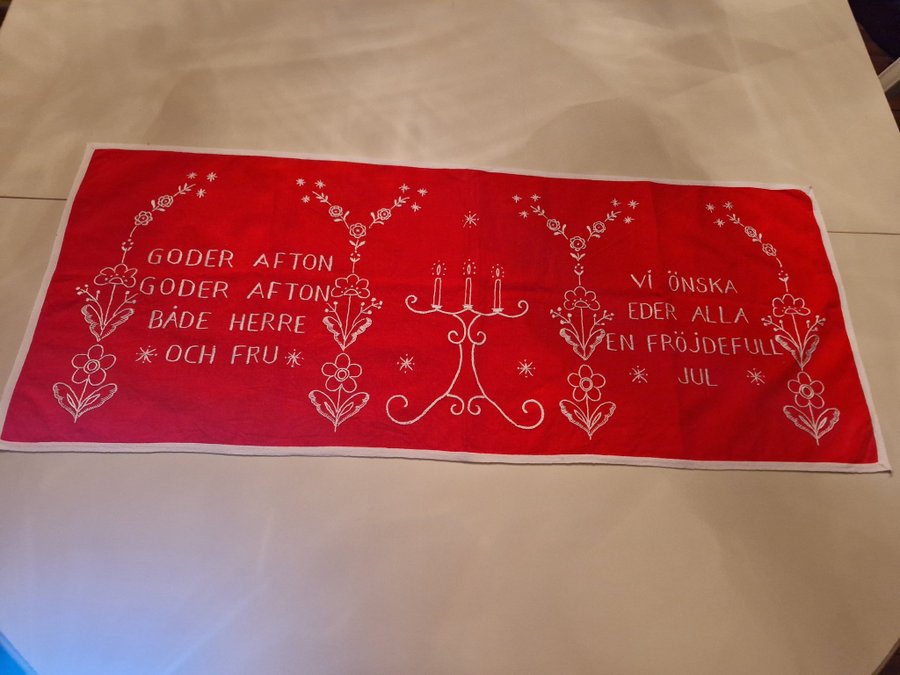 GODER AFTON
GODER AFTON
BÅDE HERRE
OCH FRU
VI ÖNSKA
EDER ALLA
EN FRÖJDEFULL
JUL